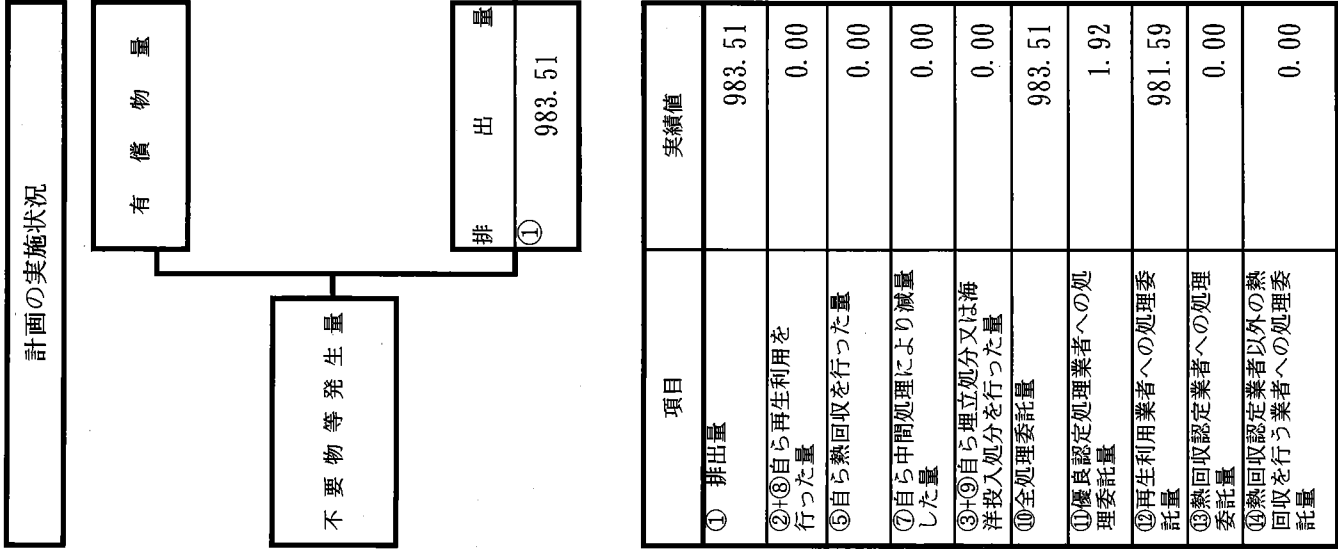 計画の実施状況
有償物量
不要物等発生量
排出量
①
983.51
項目
実績値
① 排出量
983.51
②+⑧自ら再生利用を
行った量
0.00
⑤自ら熱回収を行った量
0.00
⑦自ら中間処理により減量
した量
0.00
③+⑨自ら埋立処分又は海
洋投入処分を行った量
0.00
⑩全処理委託量
983.51
⑪優良認定処理業者への処
理委託量
1.92
⑫再生利用業者への処理委
託量
981.59
⑬熱回収認定業者への処理
委託量
0.00
⑭熱回収認定業者以外の熱
回収を行う業者への処理委
託量
0.00